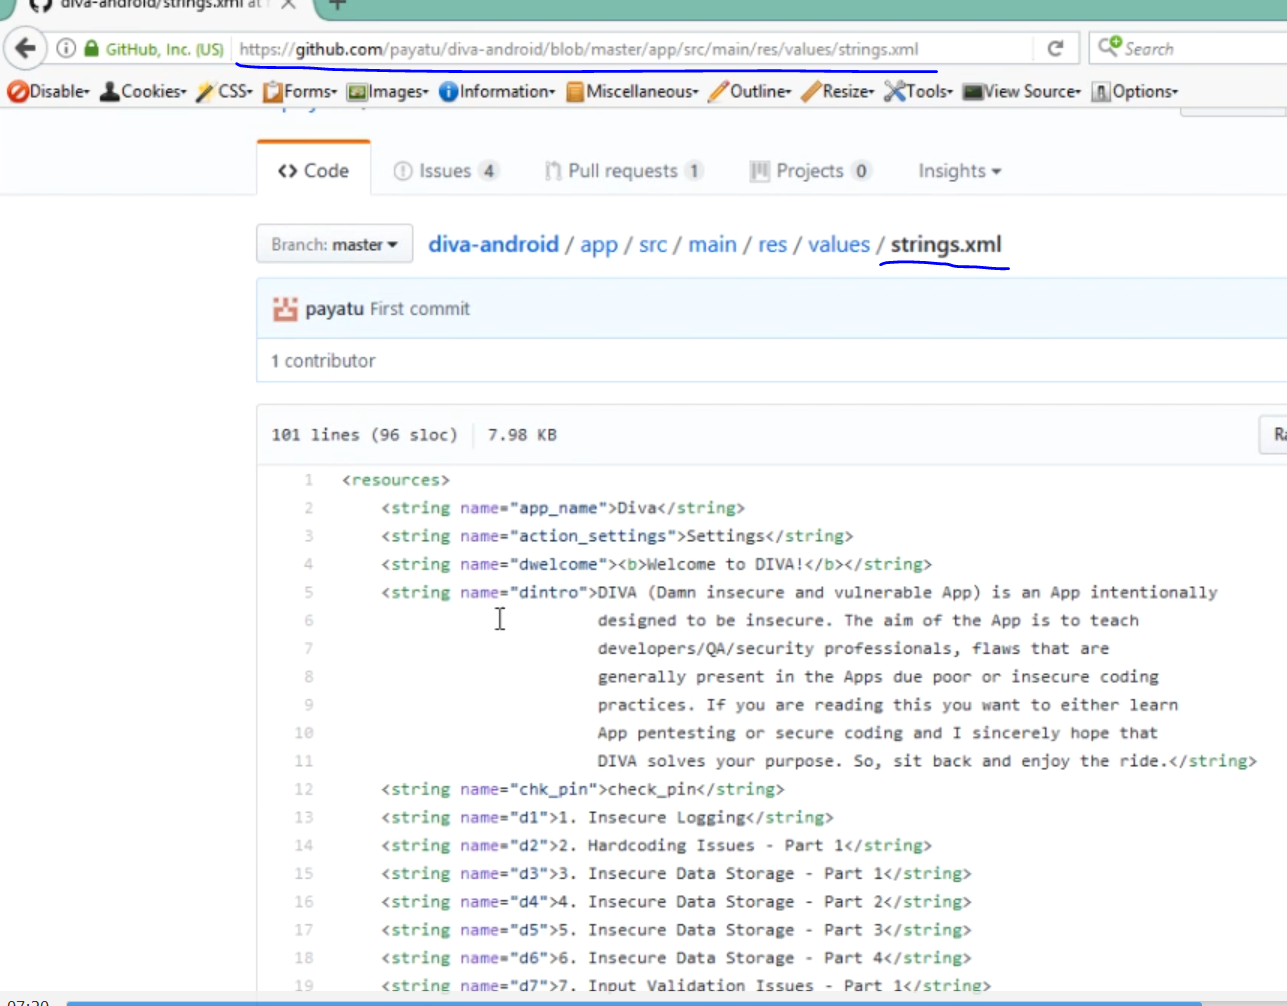 diva-android/strings.xml at
GitHub, Inc. (US) https://github.com/payatu/diva-android/blob/master/app/src/main/res/values/strings.xml Search
Disable Cookies CSS Forms Images Information Miscellaneous Outline Resize Tools View Source Options
<> Code Issues 4 Pull requests 1 Projects 0 Insights
Branch: master diva-android / app / src / main / res / values / strings.xml
payatu First commit
1 contributor
101 lines (96 sloc) 7.98 KB
1 <resources>
2 <string name="app_name">Diva</string>
3 <string name="action_settings">Settings</string>
4 <string name="dwelcome"><b>Welcome to DIVA!</b></string>
5 <string name="dintro">DIVA (Damn insecure and vulnerable App) is an App intentionally
6 designed to be insecure. The aim of the App is to teach
7 developers/QA/security professionals, flaws that are
8 generally present in the Apps due poor or insecure coding
9 practices. If you are reading this you want to either learn
10 App pentesting or secure coding and I sincerely hope that
11 DIVA solves your purpose. So, sit back and enjoy the ride.</string>
12 <string name="chk_pin">check_pin</string>
13 <string name="d1">1. Insecure Logging</string>
14 <string name="d2">2. Hardcoding Issues - Part 1</string>
15 <string name="d3">3. Insecure Data Storage - Part 1</string>
16 <string name="d4">4. Insecure Data Storage - Part 2</string>
17 <string name="d5">5. Insecure Data Storage - Part 3</string>
18 <string name="d6">6. Insecure Data Storage - Part 4</string>
19 <string name="d7">7. Input Validation Issues - Part 1</string>